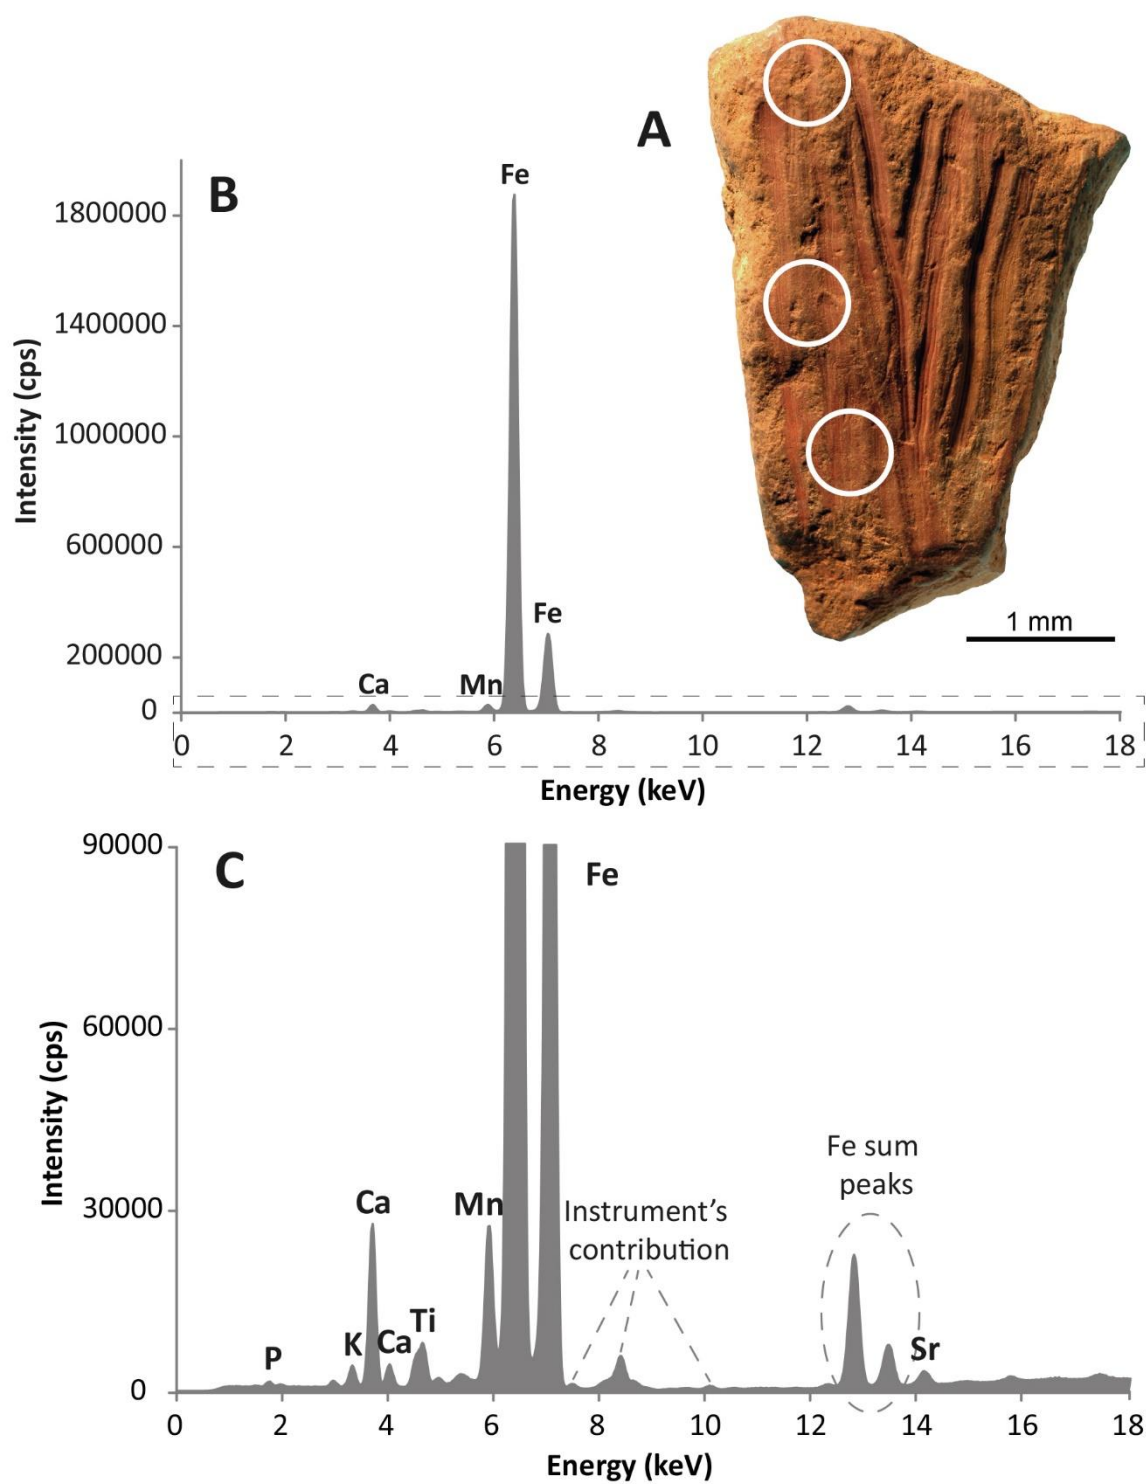 A
1 mm
B
Fe
1800000
1400000
1000000
600000
200000
0
Intensity (cps)
Fe
Ca
Mn
0 2 4 6 8 10 12 14 16 18
Energy (keV)
C
90000
60000
30000
0
Intensity (cps)
Fe
Fe sum
peaks
Instrument's
contribution
P
K
Ca
Ca
Ti
Mn
Sr
0 2 4 6 8 10 12 14 16 18
Energy (keV)